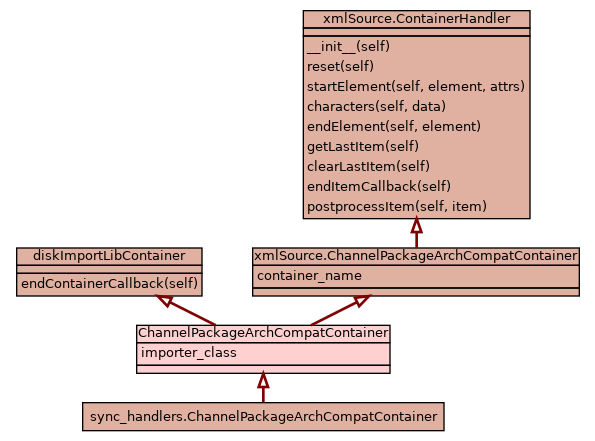 xmlSource.ContainerHandler
__init__(self)
reset(self)
startElement(self, element, attrs)
characters(self, data)
endElement(self, element)
getLastItem(self)
clearLastItem(self)
endItemCallback(self)
postprocessItem(self, item)
diskImportLibContainer
endContainerCallback(self)
xmlSource.ChannelPackageArchCompatContainer
container_name
ChannelPackageArchCompatContainer
importer_class
sync_handlers.ChannelPackageArchCompatContainer